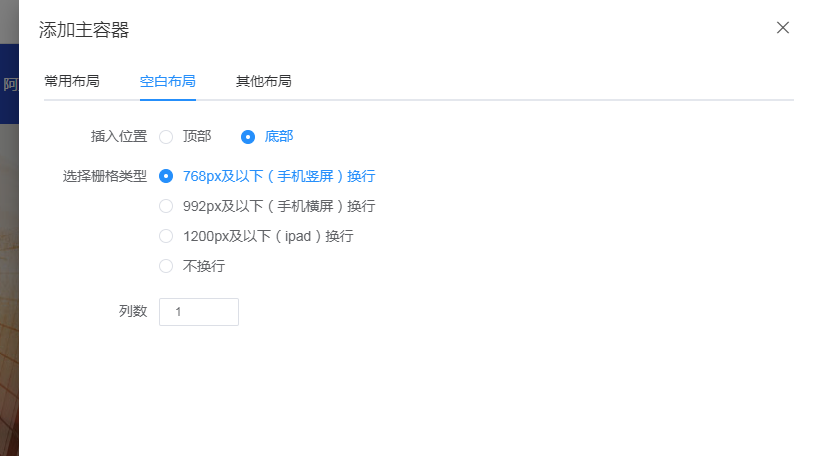 添加主容器
阿
常用布局 空白布局 其他布局
插入位置 顶部 底部
选择栅格类型 768px及以下（手机竖屏）换行
992px及以下（手机横屏）换行
1200px及以下（ipad）换行
不换行
列数 1